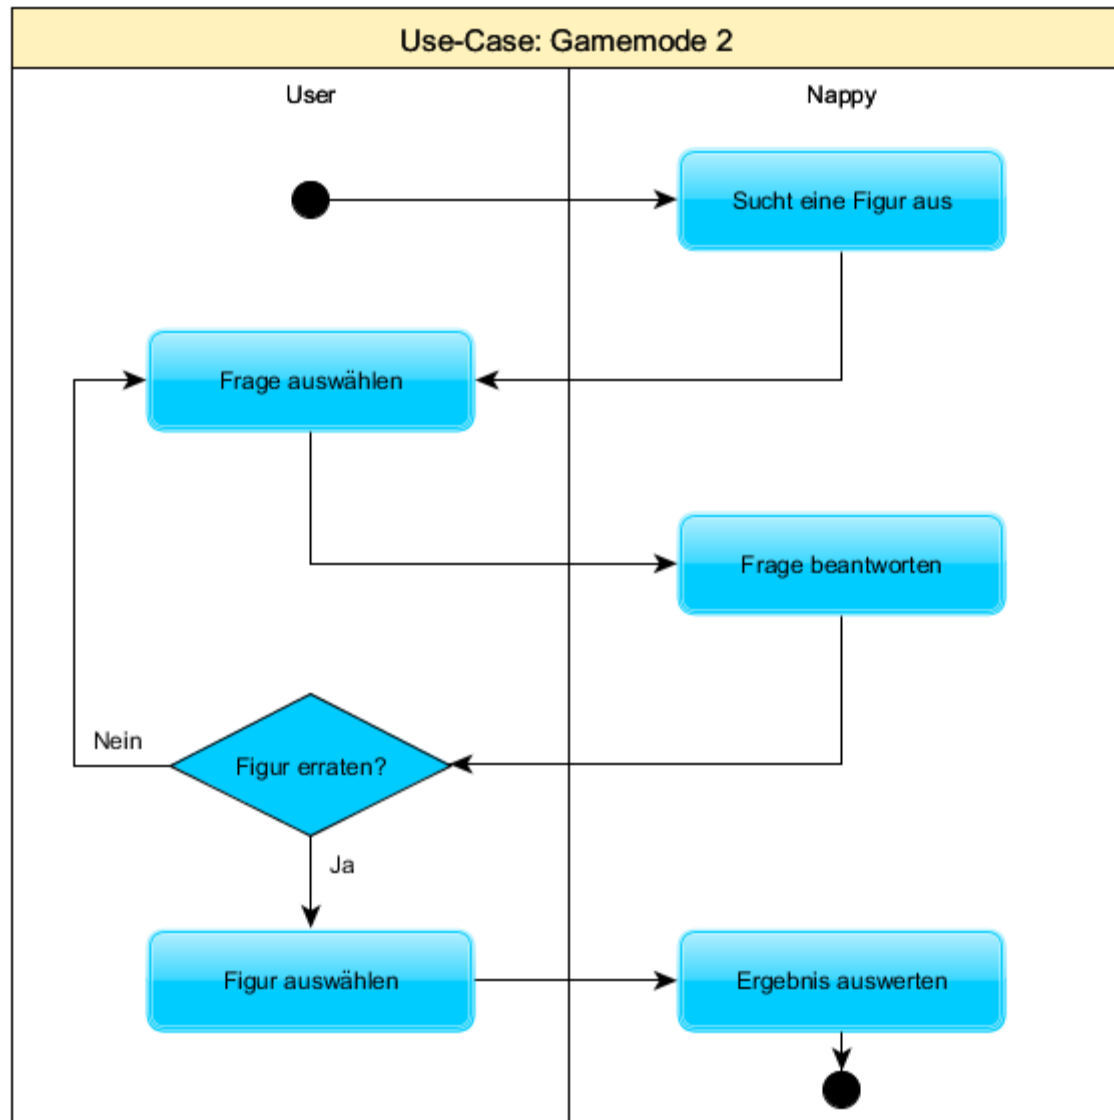 Use-Case: Gamemode 2
User
Nappy
Sucht eine Figur aus
Frage auswählen
Frage beantworten
Nein
Figur erraten?
Ja
Figur auswählen
Ergebnis auswerten